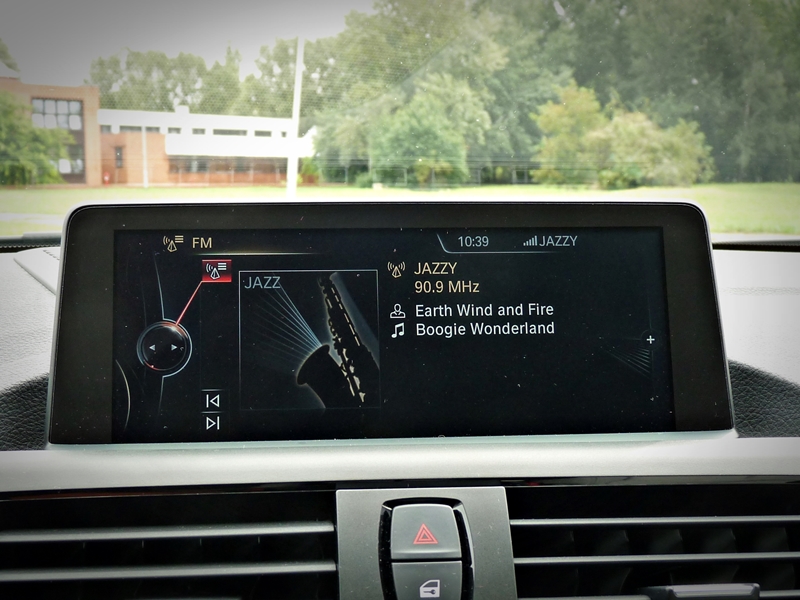 FM
10:39
JAZZY
JAZZ
JAZZY
90.9 MHz
Earth Wind and Fire
Boogie Wonderland